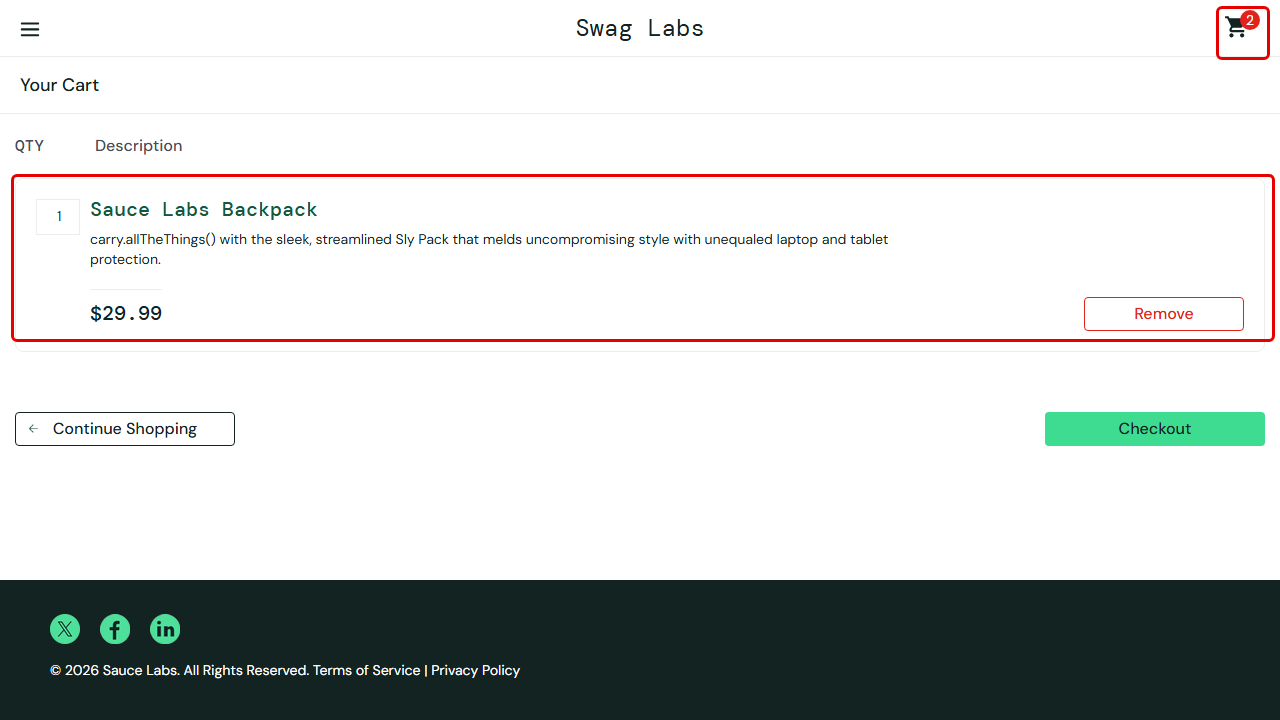 Swag Labs
2
Your Cart
QTY Description
1
Sauce Labs Backpack
carry.allTheThings() with the sleek, streamlined Sly Pack that melds uncompromising style with unequaled laptop and tablet
protection.
$29.99
Remove
Continue Shopping
Checkout
© 2026 Sauce Labs. All Rights Reserved. Terms of Service | Privacy Policy